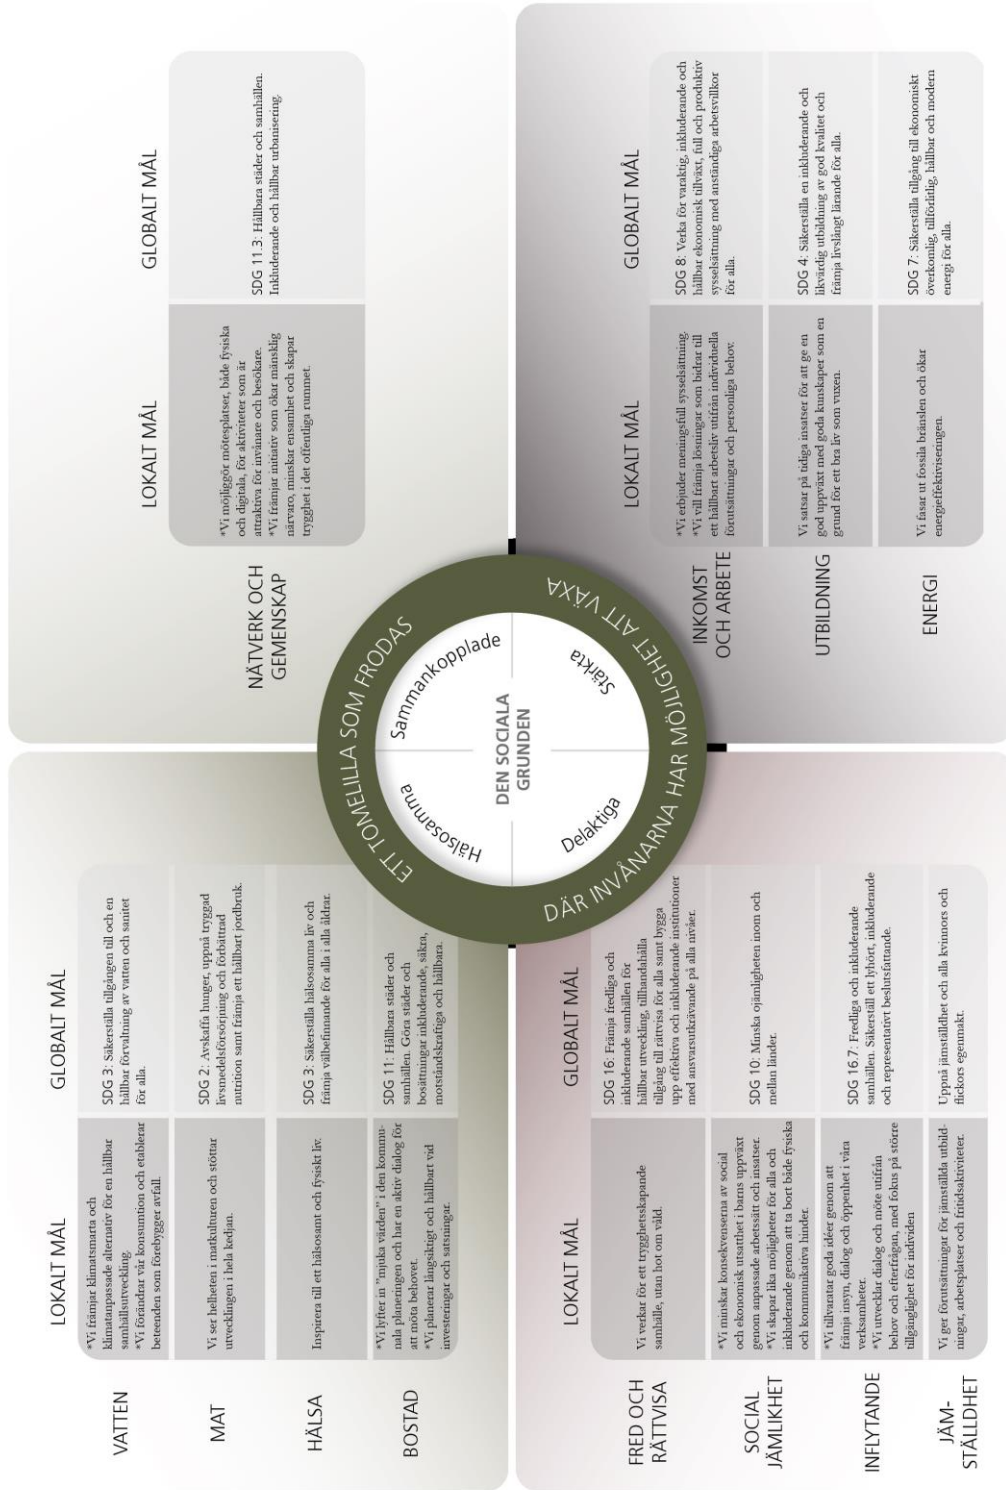 LOKALT MÅL
GLOBALT MÅL
VATTEN
*Vi främjar klimatsmarta och
klimatanpassade alternativ för en hållbar
samhällsutveckling.
*Vi förändrar vår konsumtion och etablerar
beteenden som förebygger avfall.
SDG 3: Säkerställa tillgången till och en
hållbar förvaltning av vatten och sanitet
för alla.
MAT
Vi ser helheten i matkulturen och stöttar
utvecklingen i hela kedjan.
SDG 2: Avskaffa hunger, uppnå tryggad
livsmedelsförsörjning och förbättrad
nutrition samt främja ett hållbart jordbruk.
HÄLSA
Inspirera till ett hälsosamt och fysiskt liv.
SDG 3: Säkerställa hälsosamma liv och
främja välbefinnande för alla i alla åldrar.
BOSTAD
*Vi lyfter in ”mjuka värden” i den kommu-
nala planeringen och har en aktiv dialog för
att möta behovet.
*Vi planerar långsiktigt och hållbart vid
investeringar och satsningar.
SDG 11: Hållbara städer och
samhällen. Göra städer och
bosättningar inkluderande, säkra,
motståndskraftiga och hållbara.
LOKALT MÅL
GLOBALT MÅL
NÄTVERK OCH
GEMENSKAP
*Vi möjliggör mötesplatser, både fysiska
och digitala, för aktiviteter som är
attraktiva för invånare och besökare.
*Vi främjar initiativ som ökar mänsklig
närvaro, minskar ensamhet och skapar
trygghet i det offentliga rummet.
SDG 11.3: Hållbara städer och samhällen.
Inkluderande och hållbar urbanisering.
ETT TOMELILLA SOM FRODAS
DÄR INVÅNARNA HAR MÖJLIGHET ATT VÄXA
Hälsosamma
Sammankopplade
DEN SOCIALA
GRUNDEN
Delaktiga
Stärkta
LOKALT MÅL
GLOBALT MÅL
FRED OCH
RÄTTVISA
Vi verkar för ett trygghetsskapande
samhälle, utan hot om våld.
SDG 16: Främja fredliga och
inkluderande samhällen för
hållbar utveckling, tillhandahålla
tillgång till rättvisa för alla samt bygga
upp effektiva och inkluderande institutioner
med ansvarsutkrävande på alla nivåer.
SOCIAL
JÄMLIKHET
*Vi minskar konsekvenserna av social
och ekonomisk utsatthet i barns uppväxt
genom anpassade arbetssätt och insatser.
*Vi skapar lika möjligheter för alla och
inkluderande genom att ta bort både fysiska
och kommunikativa hinder.
SDG 10: Minska ojämligheten inom och
mellan länder.
INFLYTANDE
*Vi tillvaratar goda idéer genom att
främja insyn, dialog och öppenhet i våra
verksamheter.
*Vi utvecklar dialog och möte utifrån
behov och efterfrågan, med fokus på större
tillgänglighet för individen
SDG 16.7: Fredliga och inkluderande
samhällen. Säkerställ ett lyhört, inkluderande
och representativt beslutsfattande.
JÄM-
STÄLLDHET
Vi ger förutsättningar för jämställda utbild-
ningar, arbetsplatser och fritidsaktiviteter.
Uppnå jämställdhet och alla kvinnors och
flickors egenmakt.
LOKALT MÅL
GLOBALT MÅL
INKOMST
OCH ARBETE
*Vi erbjuder meningsfull sysselsättning.
*Vi vill främja lösningar som bidrar till
ett hållbart arbetsliv utifrån individuella
förutsättningar och personliga behov.
SDG 8: Verka för varaktig, inkluderande och
hållbar ekonomisk tillväxt, full och produktiv
sysselsättning med anständiga arbetsvillkor
för alla.
UTBILDNING
Vi satsar på tidiga insatser för att ge en
god uppväxt med goda kunskaper som en
grund för ett bra liv som vuxen.
SDG 4: Säkerställa en inkluderande och
likvärdig utbildning av god kvalitet och
främja livslångt lärande för alla.
ENERGI
Vi fasar ut fossila bränslen och ökar
energieffektiviseringen.
SDG 7: Säkerställa tillgång till ekonomiskt
överkomlig, tillförlitlig, hållbar och modern
energi för alla.